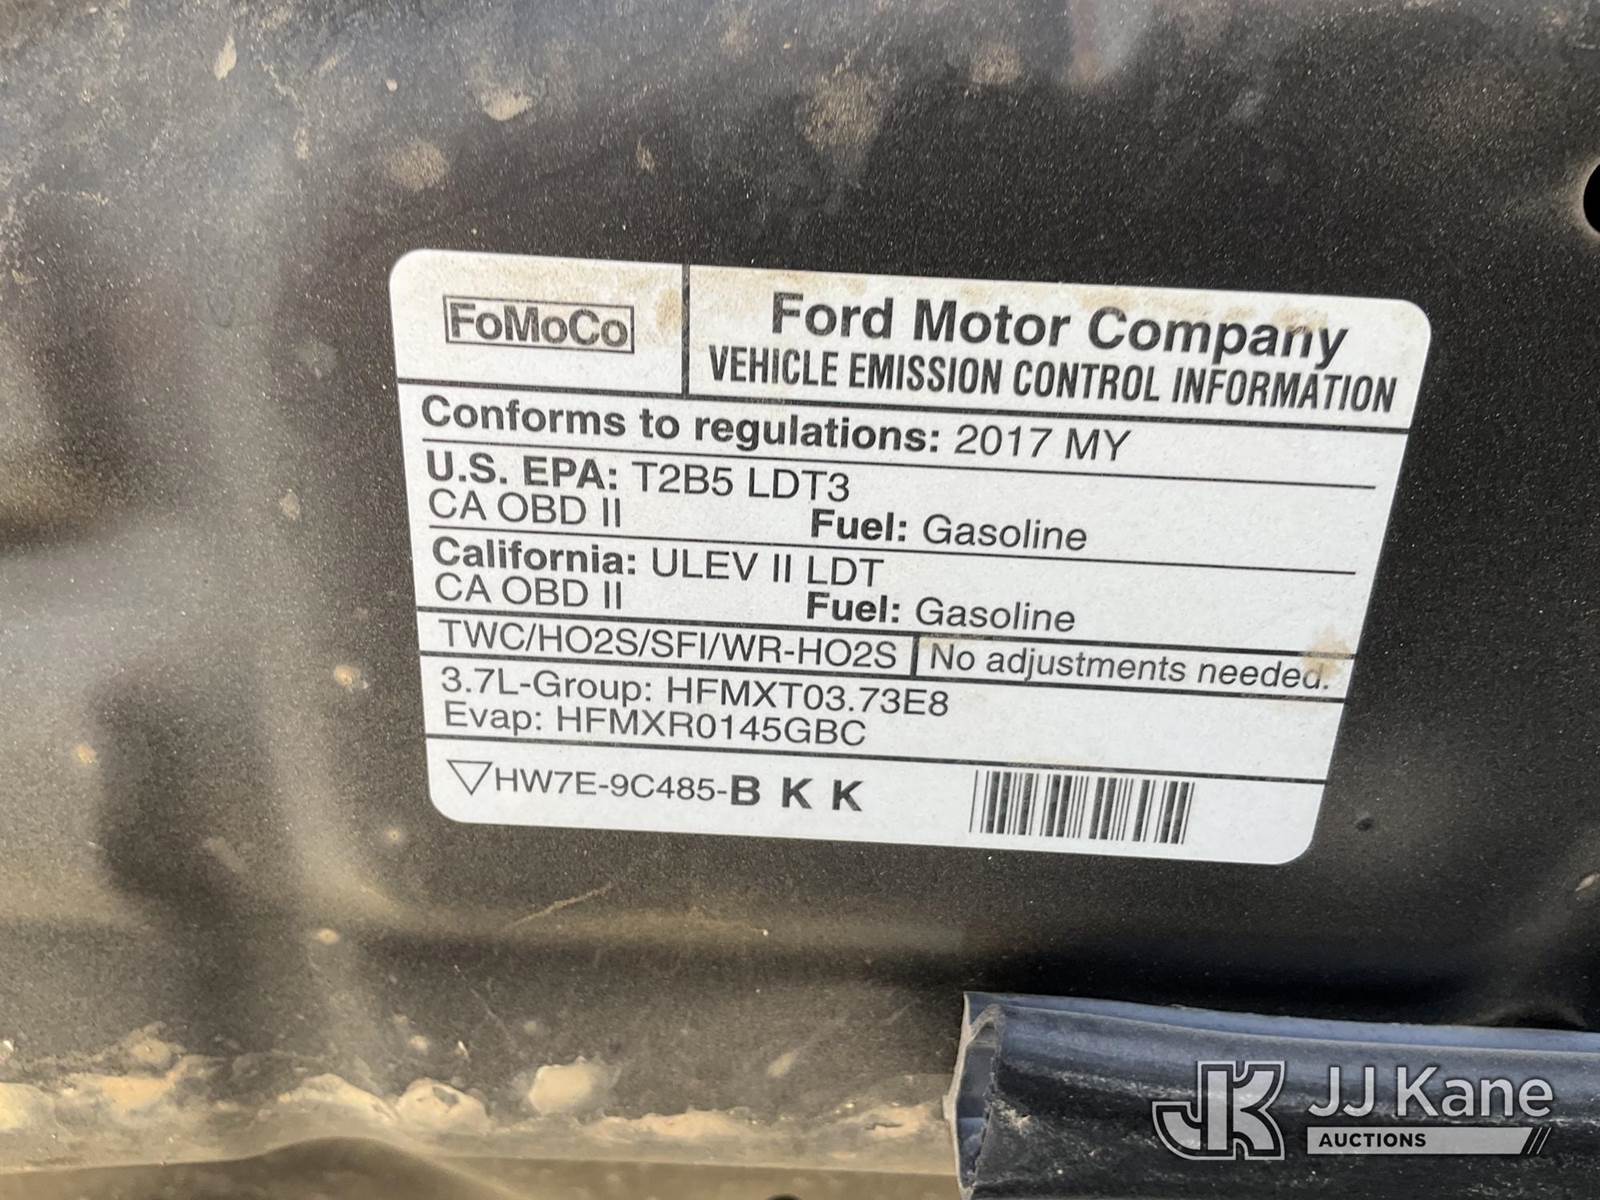 FoMoCo
Ford Motor Company
VEHICLE EMISSION CONTROL INFORMATION
Conforms to regulations: 2017 MY
U.S. EPA: T2B5 LDT3
CA OBD II Fuel: Gasoline
California: ULEV II LDT
CA OBD II Fuel: Gasoline
TWC/HO2S/SFI/WR-HO2S No adjustments needed.
3.7L-Group: HFMXT03.73E8
Evap: HFMXR0145GBC
HW7E-9C485-B K K
JK JJ Kane
AUCTIONS